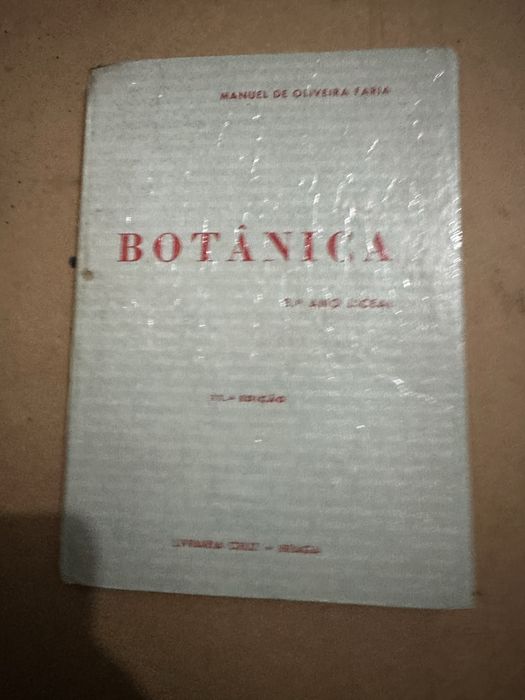 MANUEL DE OLIVEIRA FARIA
BOTÂNICA
ANO LICEAL
EDIÇÃO
LIVRARIA CRUZ - BRAGA